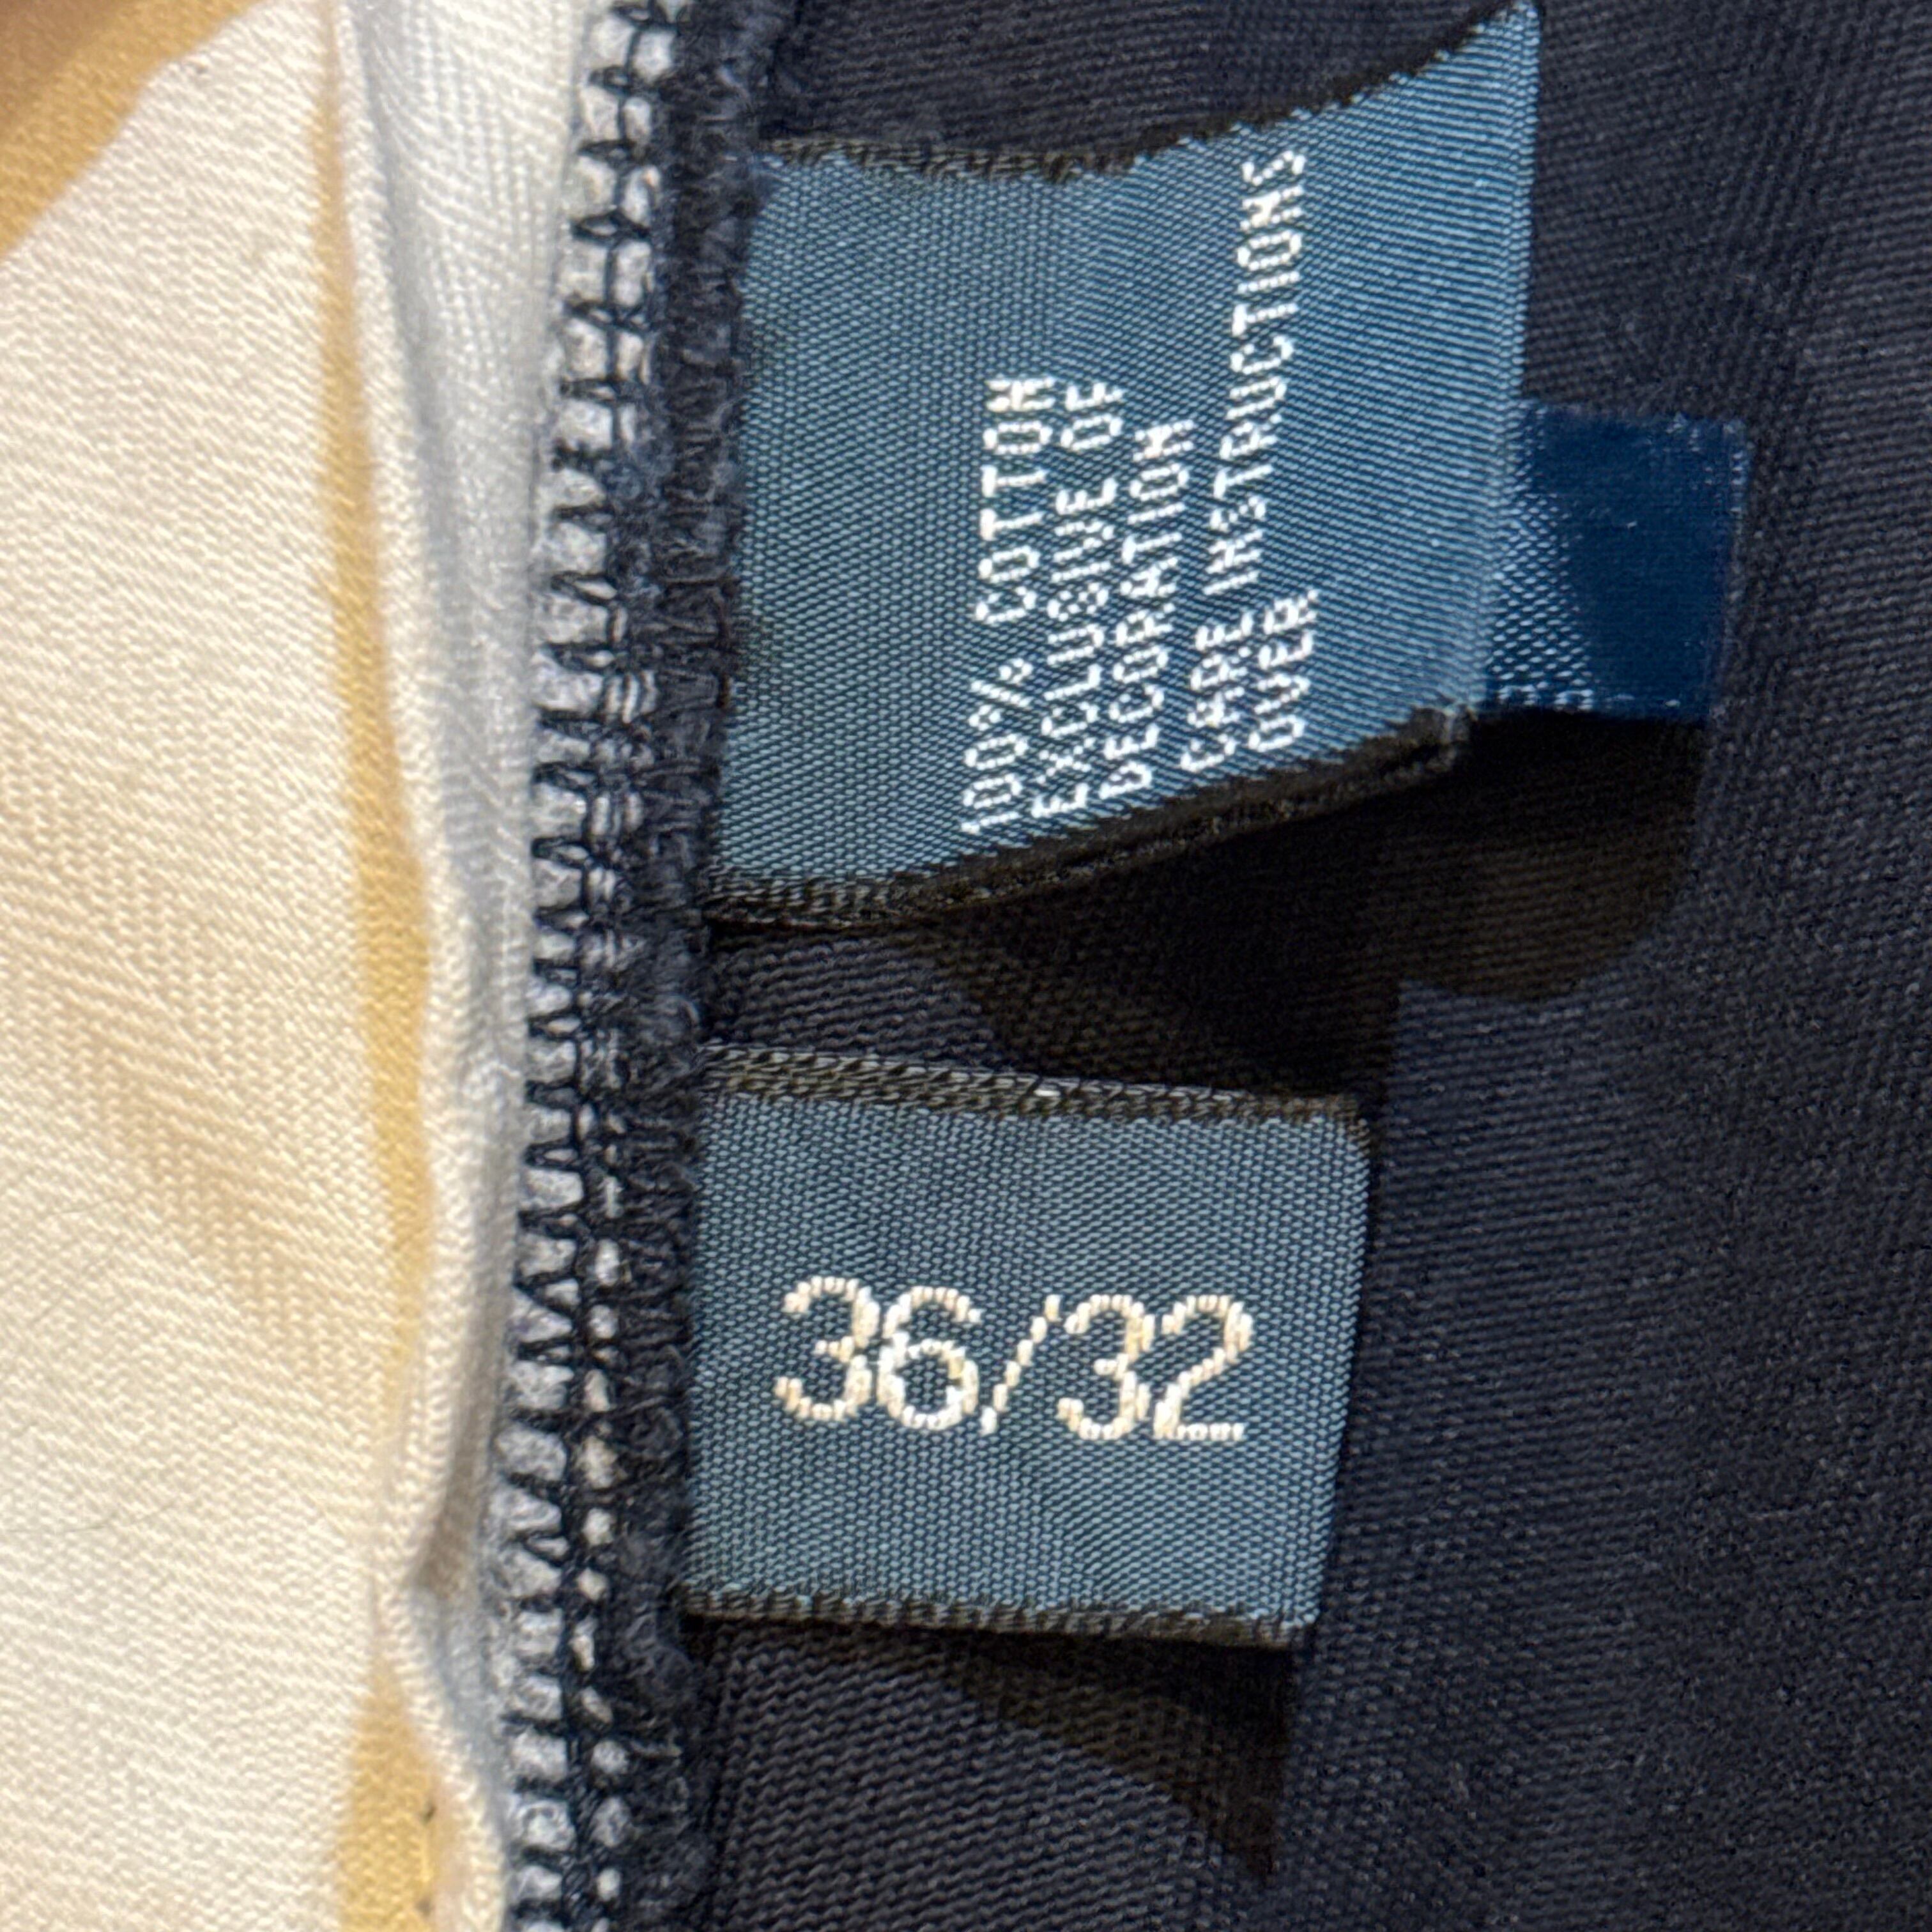 100% COTTON
EXCLUSIVE OF
DECORATION
CARE INSTRUCTIONS
OVER
36/32